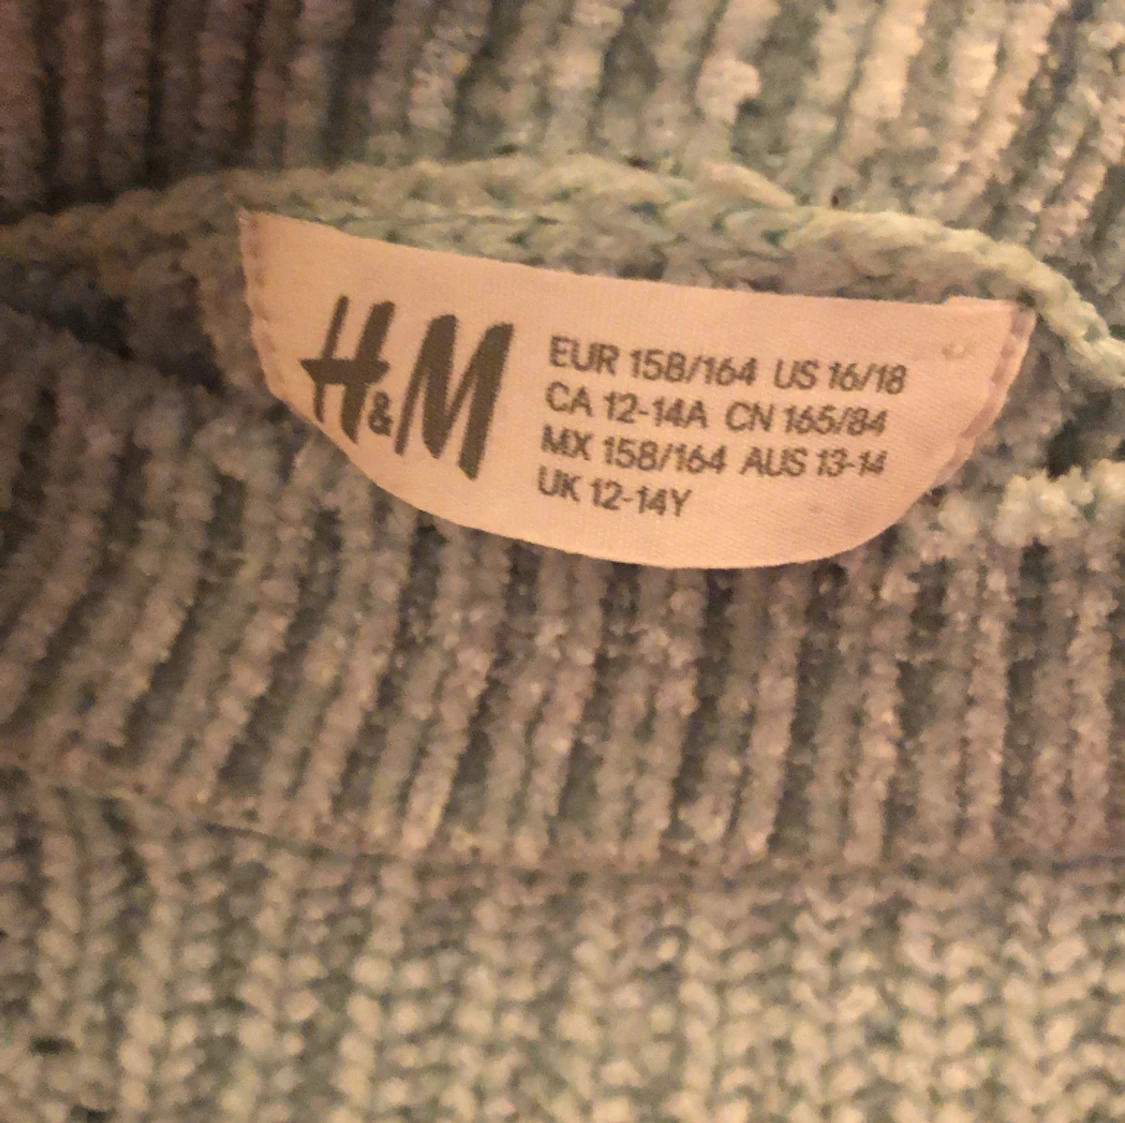 H&M
EUR 158/164 US 16/18
CA 12-14A CN 165/84
MX 158/164 AUS 13-14
UK 12-14Y